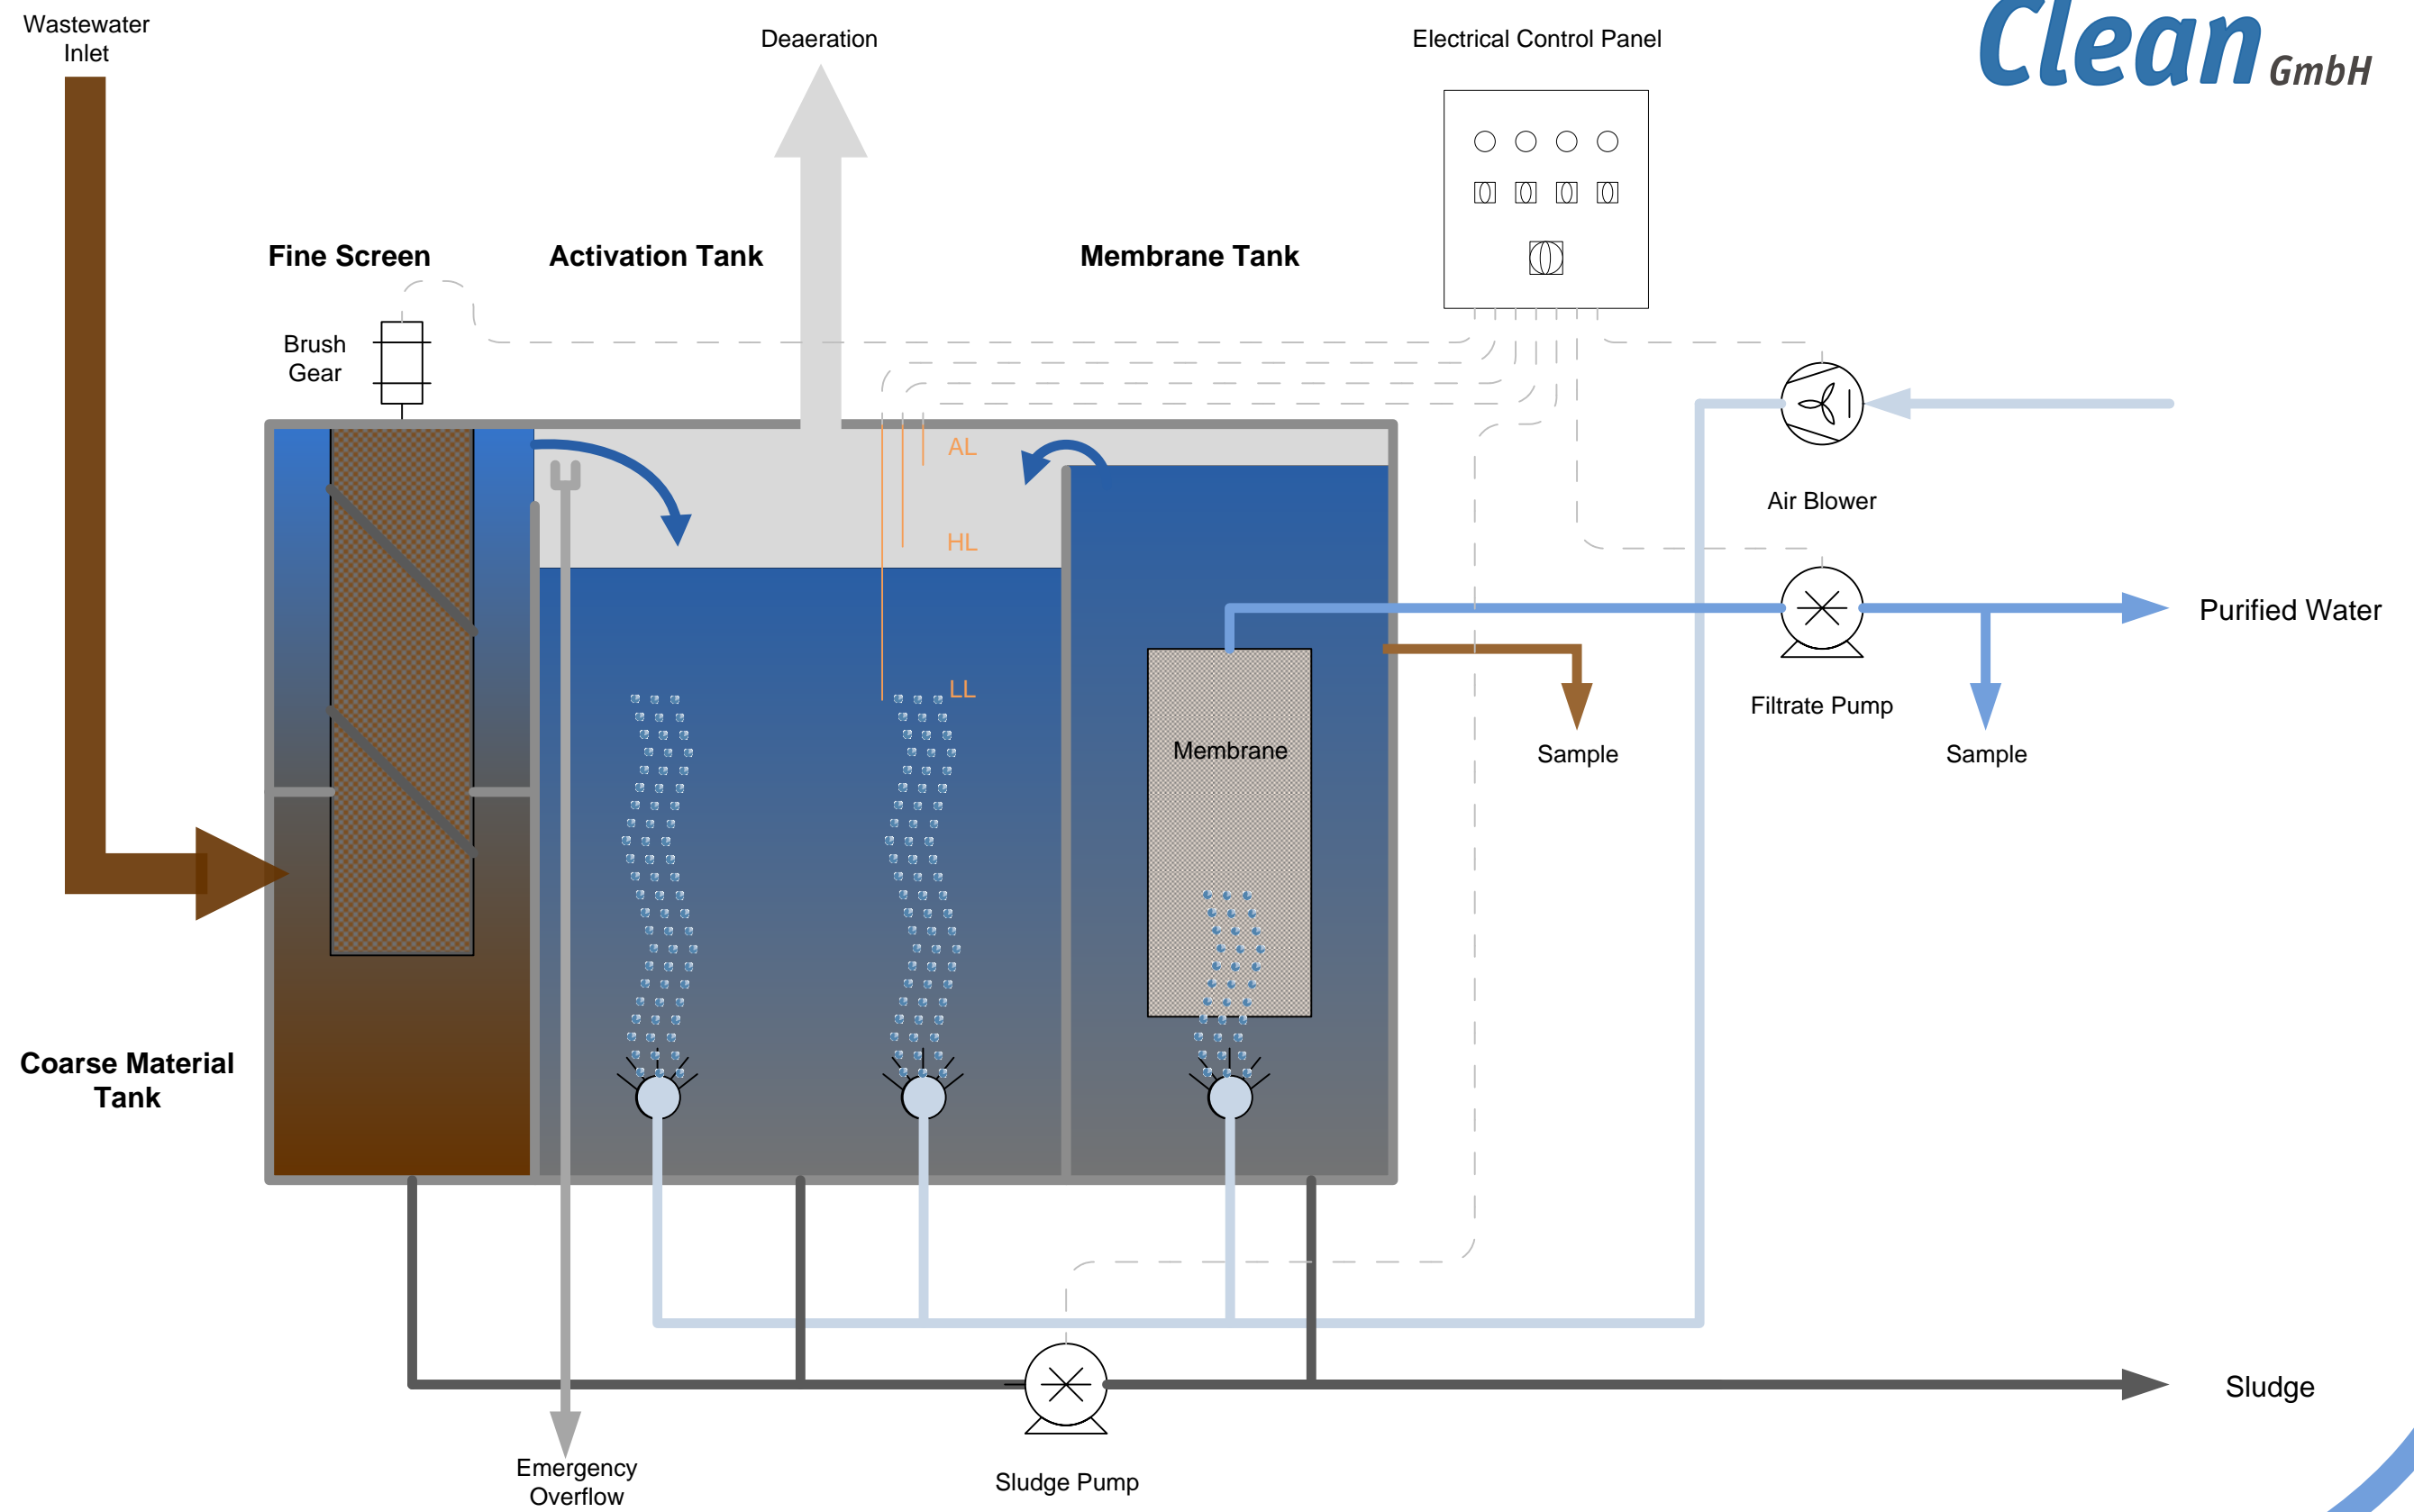 Wastewater
Inlet
Deaeration
Electrical Control Panel
Clean GmbH
Fine Screen
Activation Tank
Membrane Tank
Brush
Gear
AL
HL
LL
Air Blower
Purified Water
Filtrate Pump
Membrane
Sample
Sample
Coarse Material
Tank
Sludge
Sludge Pump
Emergency
Overflow